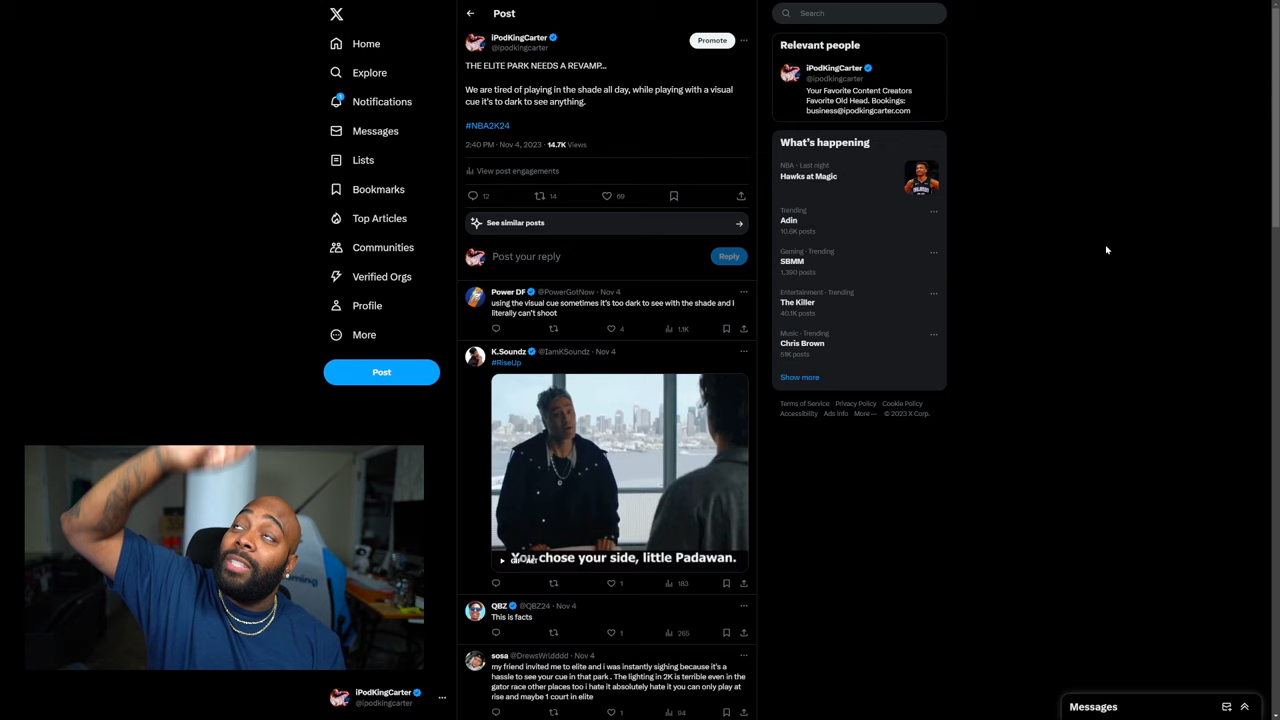 Home
Explore
1
Notifications
Messages
Lists
Bookmarks
Top Articles
Communities
Verified Orgs
Profile
More
Post
iPodKingCarter
@ipodkingcarter
Post
iPodKingCarter
@ipodkingcarter
Promote
THE ELITE PARK NEEDS A REVAMP...
We are tired of playing in the shade all day, while playing with a visual
cue it's to dark to see anything.
#NBA2K24
2:40 PM · Nov 4, 2023 · 14.7K Views
View post engagements
12 14 69
See similar posts
Post your reply
Reply
Power DF @PowerGotNow · Nov 4
using the visual cue sometimes it's too dark to see with the shade and I
literally can't shoot
4 1.1K
K.Soundz @IamKSoundz · Nov 4
#RiseUp
You chose your side, little Padawan.
GIF ALT
1 183
QBZ @QBZ24 · Nov 4
This is facts
1 265
sosa @DrewsWrldddd · Nov 4
my friend invited me to elite and i was instantly sighing because it's a
hassle to see your cue in that park . The lighting in 2K is terrible even in the
gator race other places too i hate it absolutely hate it you can only play at
rise and maybe 1 court in elite
1 94
Search
Relevant people
iPodKingCarter
@ipodkingcarter
Your Favorite Content Creators
Favorite Old Head. Bookings:
business@ipodkingcarter.com
What's happening
NBA · Last night
Hawks at Magic
Trending
Adin
10.6K posts
Gaming · Trending
SBMM
1,390 posts
Entertainment · Trending
The Killer
40.1K posts
Music · Trending
Chris Brown
51K posts
Show more
Terms of Service Privacy Policy Cookie Policy
Accessibility Ads info More ··· © 2023 X Corp.
Messages